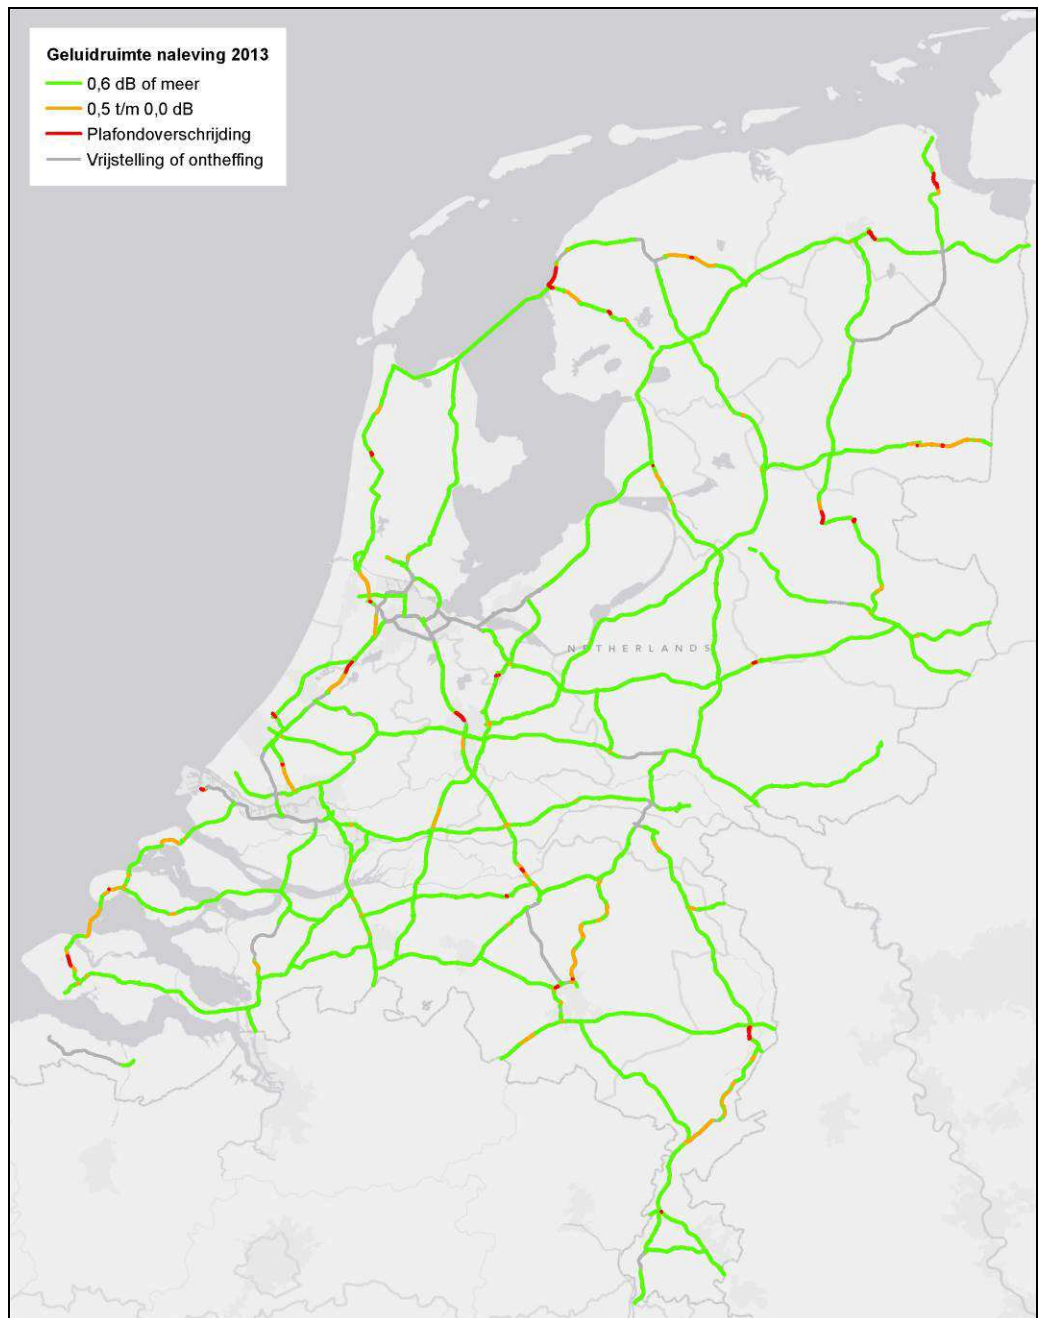 Geluidruimte naleving 2013
0,6 dB of meer
0,5 t/m 0,0 dB
Plafondoverschrijding
Vrijstelling of ontheffing
NETHERLANDS